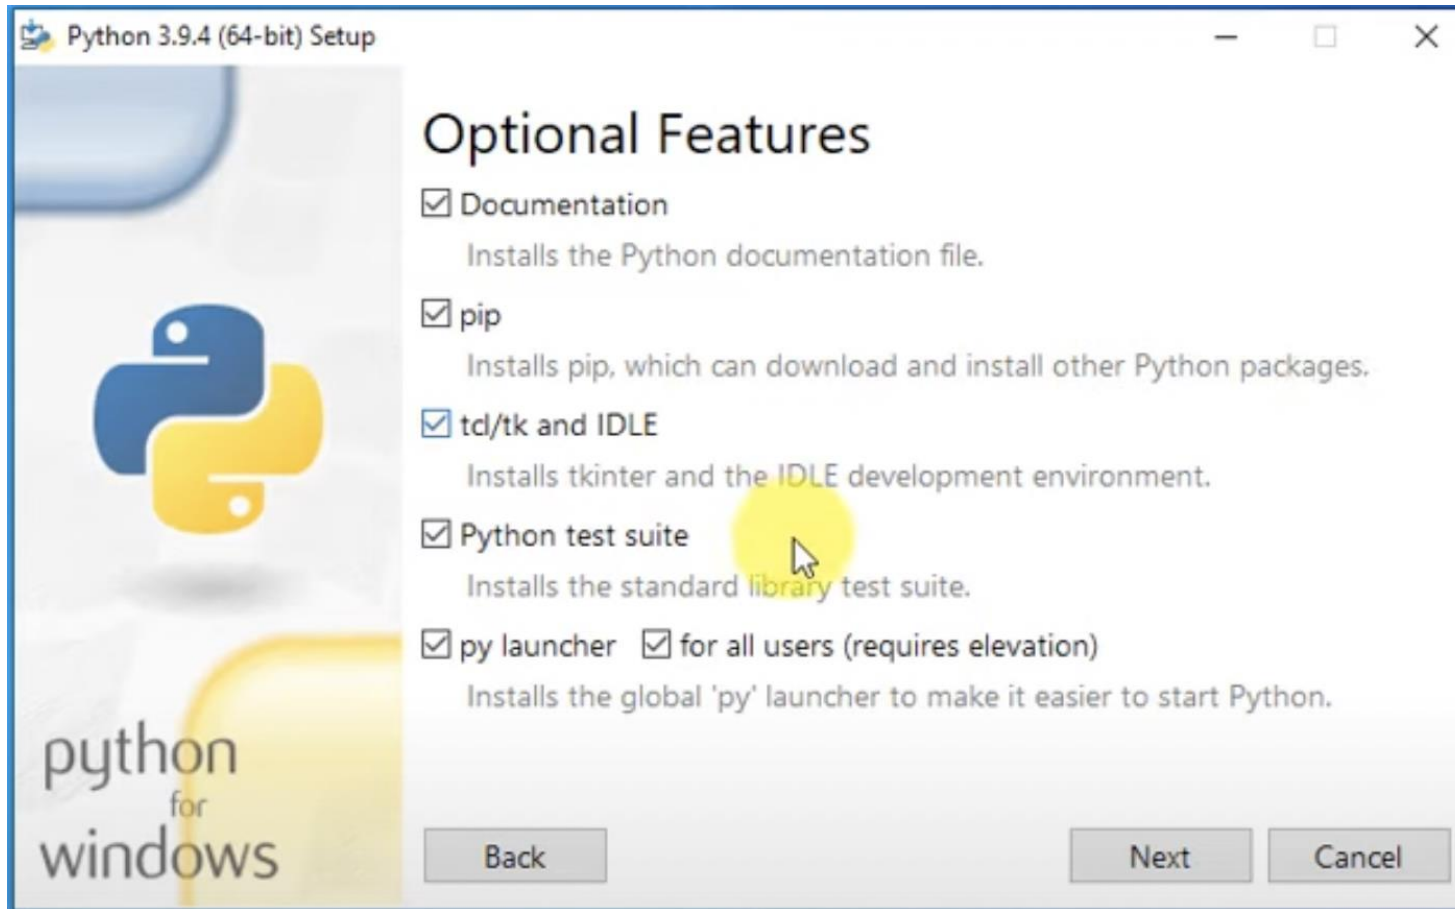 Python 3.9.4 (64-bit) Setup
Optional Features
Documentation
Installs the Python documentation file.
pip
Installs pip, which can download and install other Python packages.
tcl/tk and IDLE
Installs tkinter and the IDLE development environment.
Python test suite
Installs the standard library test suite.
py launcher for all users (requires elevation)
Installs the global 'py' launcher to make it easier to start Python.
python
for
windows
Back Next Cancel